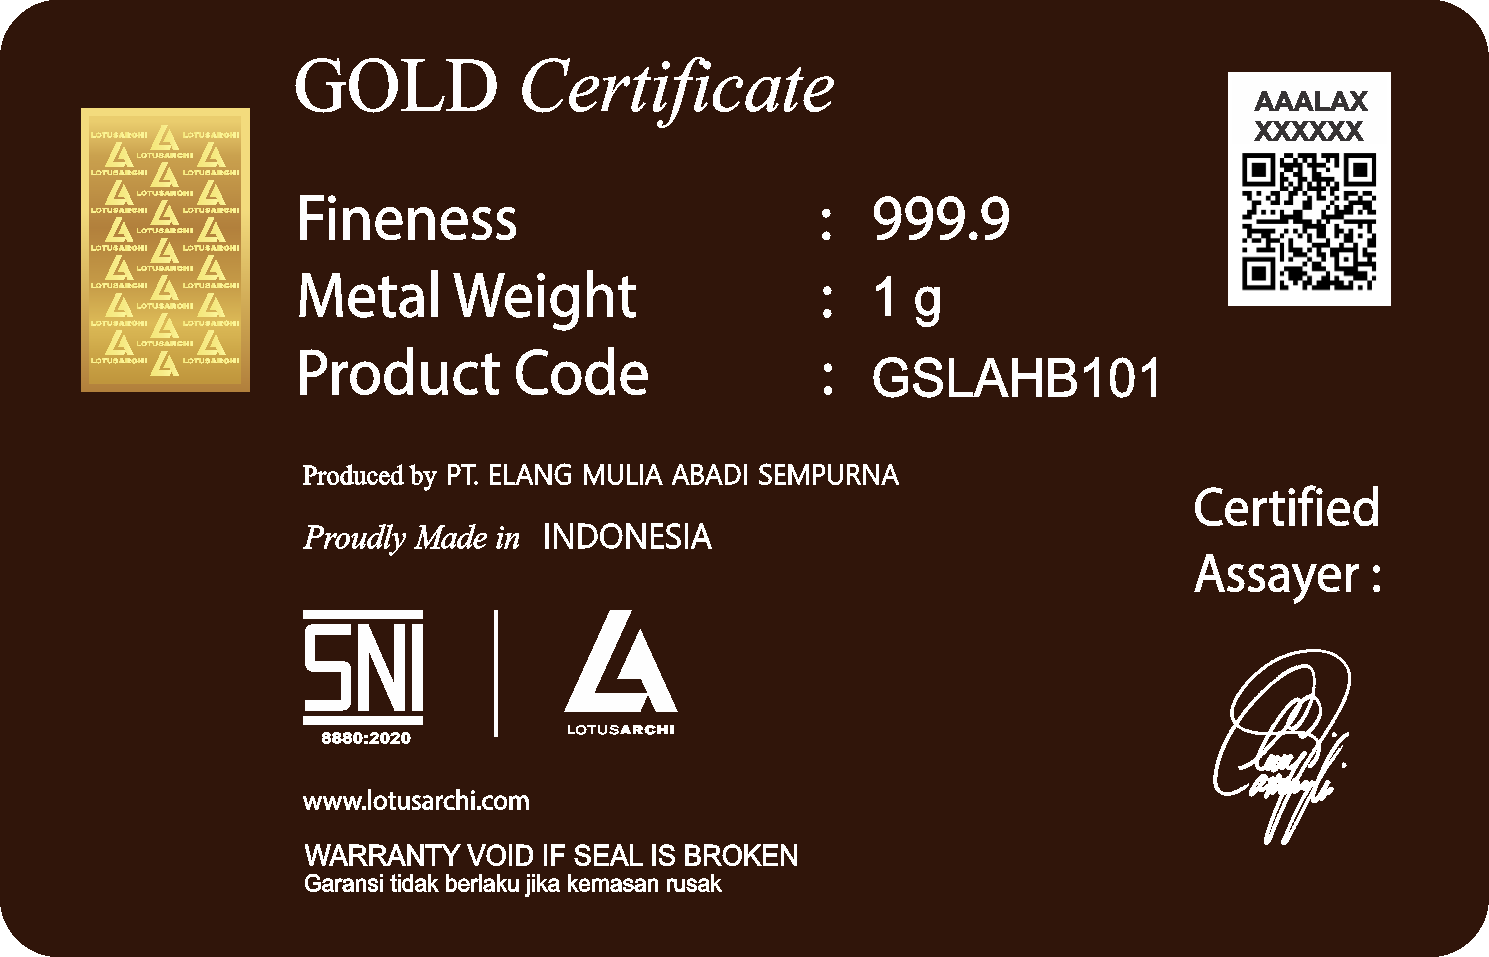 GOLD Certificate
AAALAX
XXXXXX
Fineness : 999.9
Metal Weight : 1 g
Product Code : GSLAHB101
Produced by PT. ELANG MULIA ABADI SEMPURNA
Proudly Made in INDONESIA
Certified
Assayer :
SNI
8880:2020
LA
LOTUSARCHI
www.lotusarchi.com
WARRANTY VOID IF SEAL IS BROKEN
Garansi tidak berlaku jika kemasan rusak